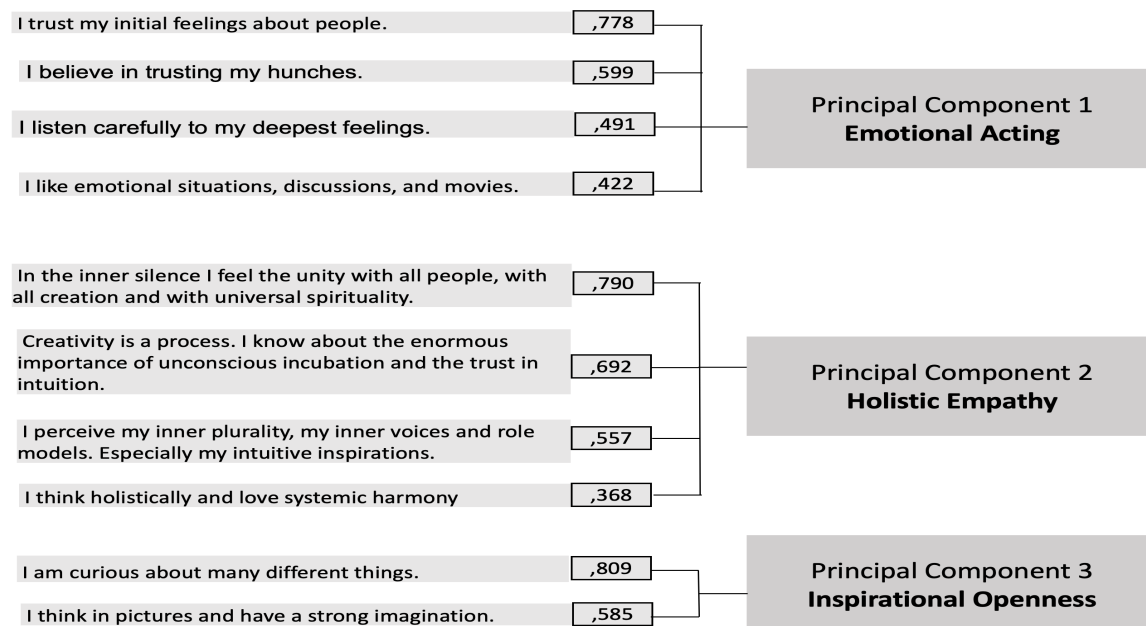 I trust my initial feelings about people.
,778
I believe in trusting my hunches.
,599
I listen carefully to my deepest feelings.
,491
I like emotional situations, discussions, and movies.
,422
Principal Component 1
Emotional Acting
In the inner silence I feel the unity with all people, with
all creation and with universal spirituality.
,790
Creativity is a process. I know about the enormous
importance of unconscious incubation and the trust in
intuition.
,692
I perceive my inner plurality, my inner voices and role
models. Especially my intuitive inspirations.
,557
I think holistically and love systemic harmony
,368
Principal Component 2
Holistic Empathy
I am curious about many different things.
,809
I think in pictures and have a strong imagination.
,585
Principal Component 3
Inspirational Openness